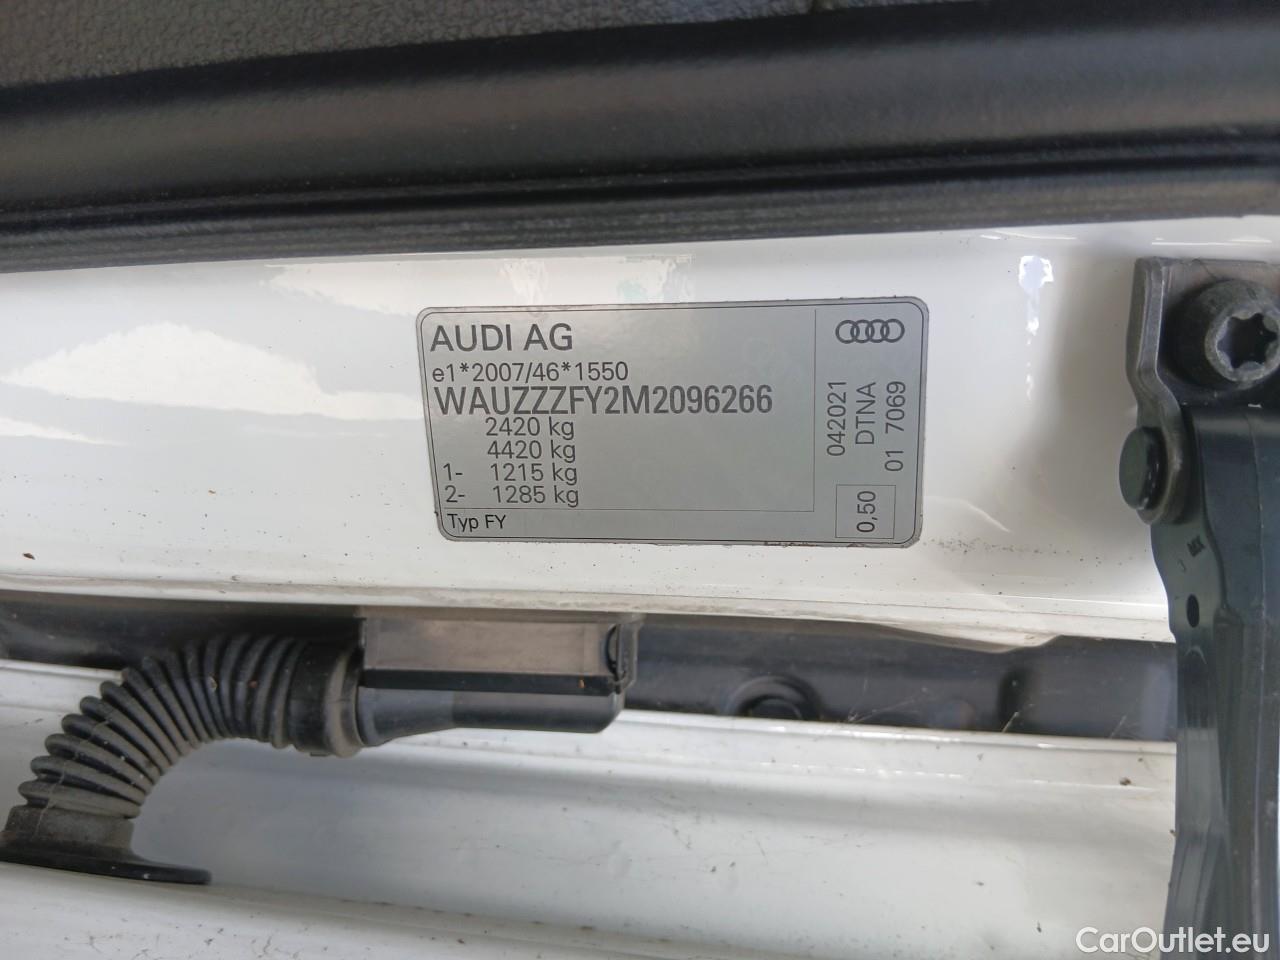 AUDI AG
e1*2007/46*1550
WAUZZZFY2M2096266
2420 kg
4420 kg
1- 1215 kg
2- 1285 kg
Typ FY
042021
DTNA
01 7069
0,50
CarOutlet.eu